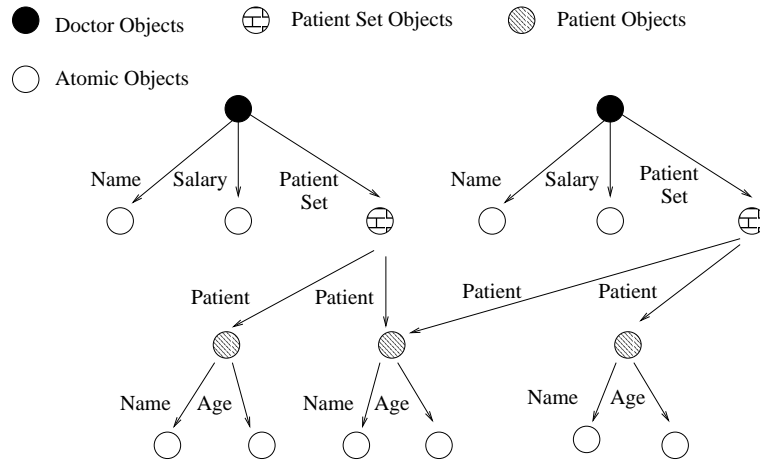 Doctor Objects
Patient Set Objects
Patient Objects
Atomic Objects
Name
Salary
Patient
Set
Name
Salary
Patient
Set
Patient
Patient
Patient
Patient
Name
Age
Name
Age
Name
Age